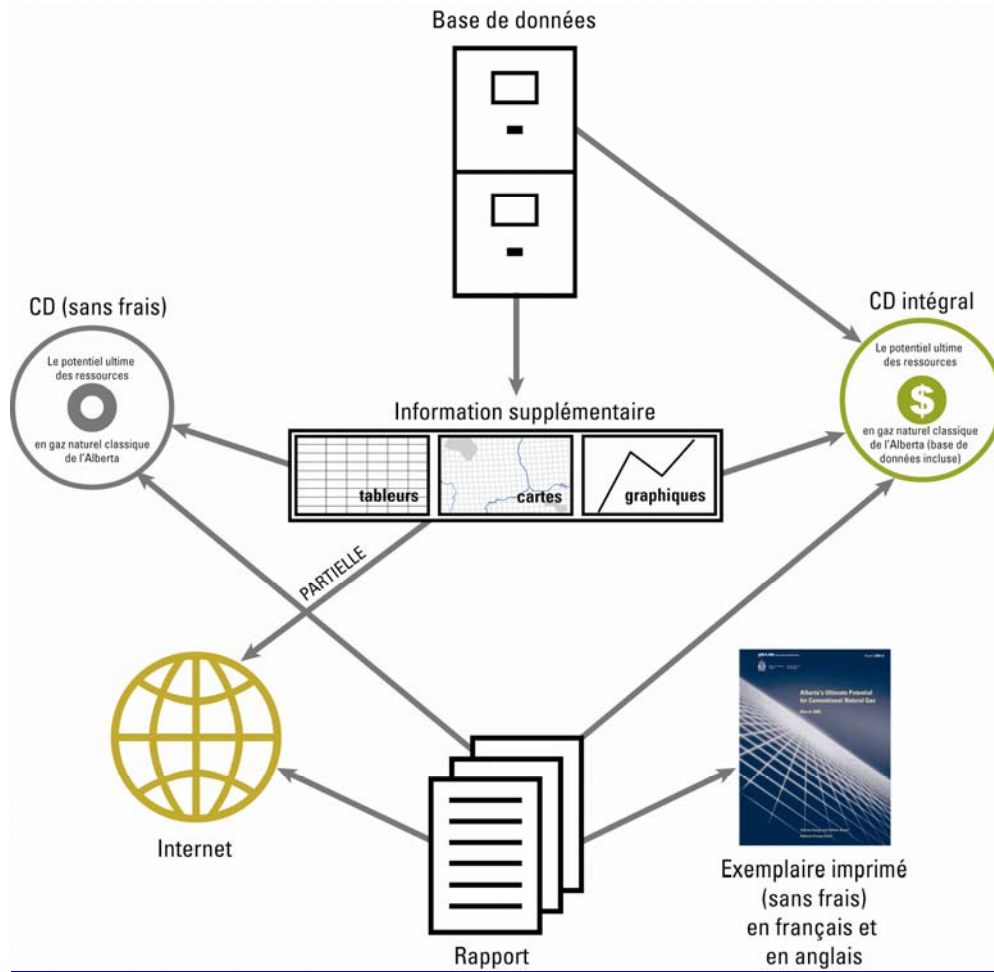 Base de données
CD (sans frais)
Le potentiel ultime
des ressources
en gaz naturel classique
de l'Alberta
CD intégral
Le potentiel ultime
des ressources
$
en gaz naturel classique
de l'Alberta (base de
données incluse)
Information supplémentaire
tableurs
cartes
graphiques
PARTIELLE
Internet
Rapport
Alberta's Ultimate Potential
for Conventional Natural Gas
Exemplaire imprimé
(sans frais)
en français et
en anglais